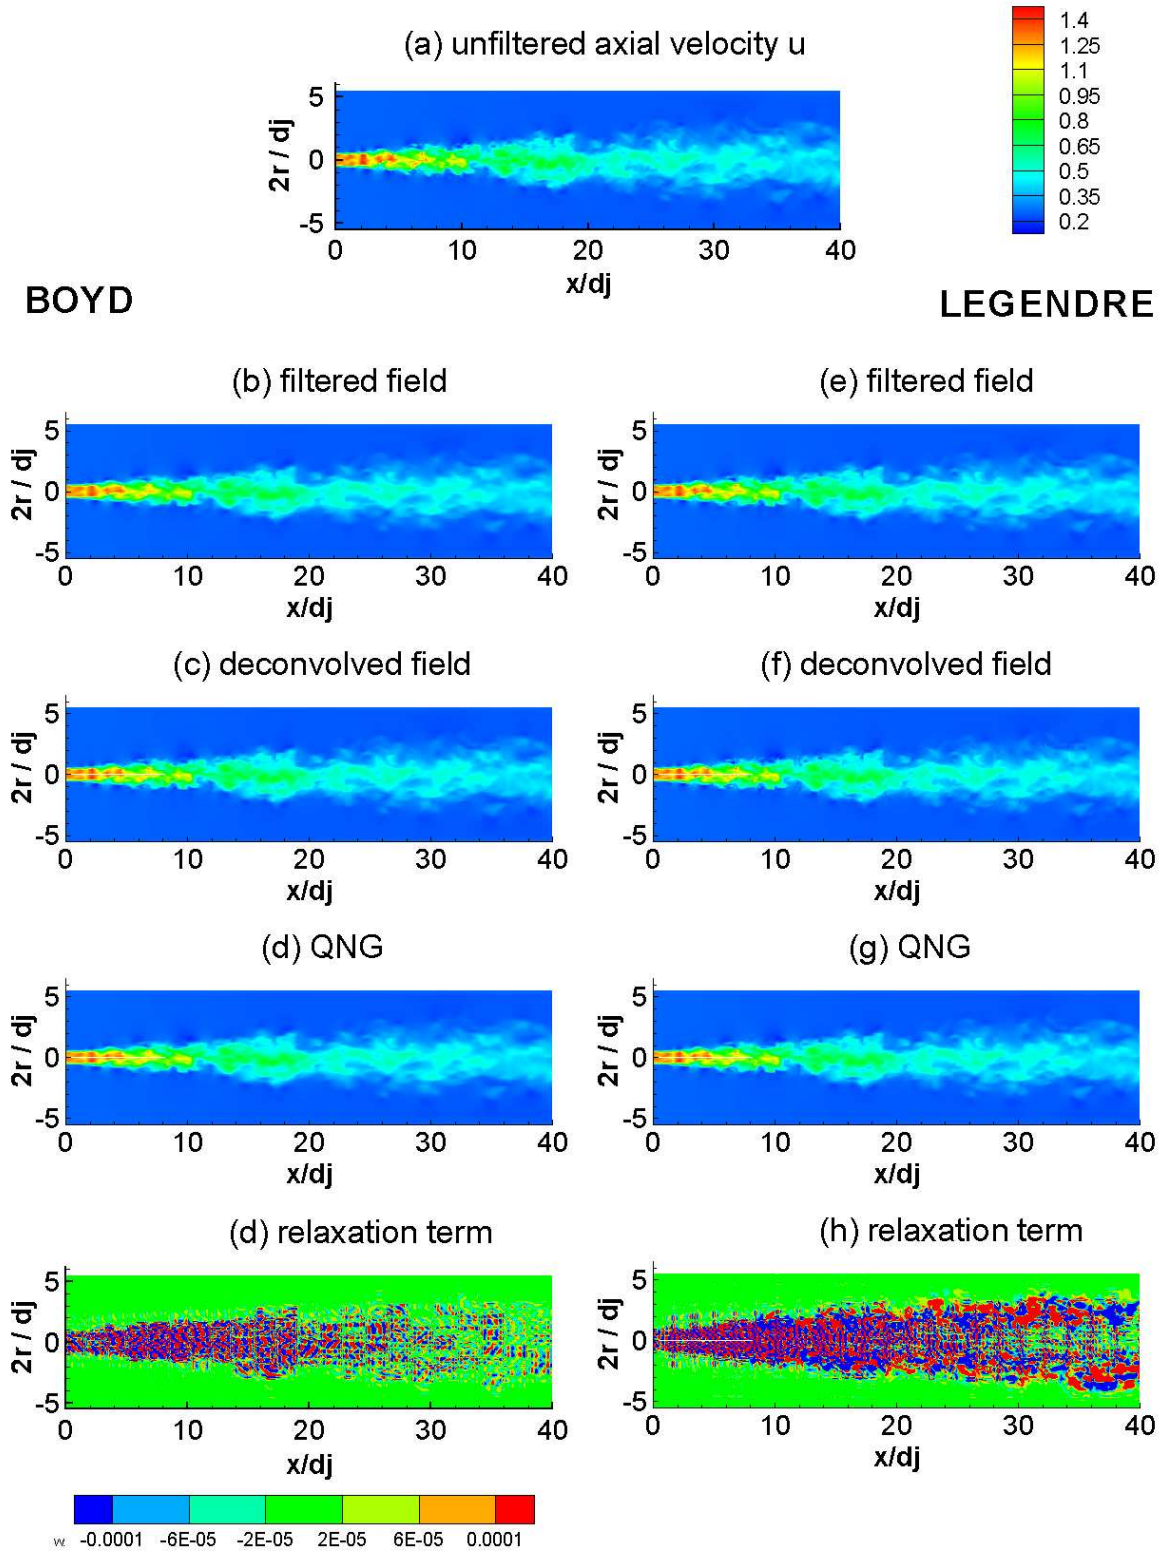 (a) unfiltered axial velocity u
1.4
1.25
1.1
0.95
0.8
0.65
0.5
0.35
0.2
2r / dj
5
0
-5
0 10 20 30 40
x/dj
BOYD
LEGENDRE
(b) filtered field
2r / dj
5
0
-5
0 10 20 30 40
x/dj
(e) filtered field
2r / dj
5
0
-5
0 10 20 30 40
x/dj
(c) deconvolved field
2r / dj
5
0
-5
0 10 20 30 40
x/dj
(f) deconvolved field
2r / dj
5
0
-5
0 10 20 30 40
x/dj
(d) QNG
2r / dj
5
0
-5
0 10 20 30 40
x/dj
(g) QNG
2r / dj
5
0
-5
0 10 20 30 40
x/dj
(d) relaxation term
2r / dj
5
0
-5
0 10 20 30 40
x/dj
(h) relaxation term
2r / dj
5
0
-5
0 10 20 30 40
x/dj
-0.0001 -6E-05 -2E-05 2E-05 6E-05 0.0001